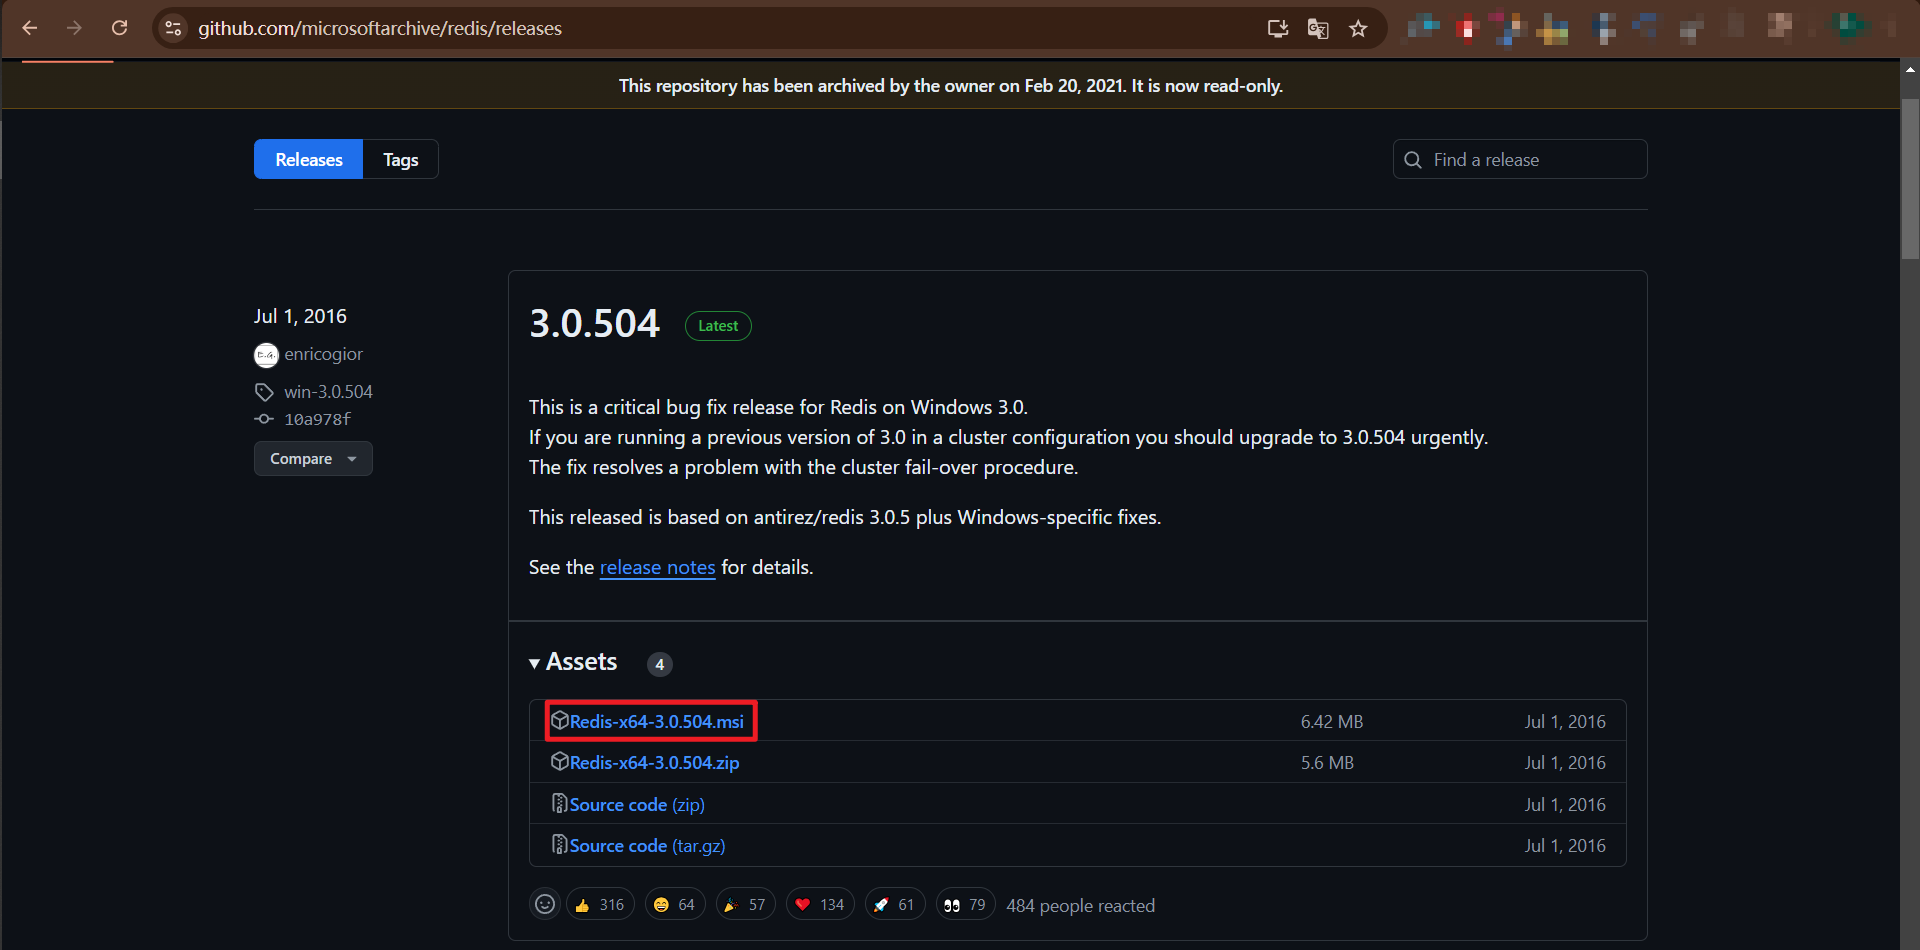 github.com/microsoftarchive/redis/releases
This repository has been archived by the owner on Feb 20, 2021. It is now read-only.
Releases
Tags
Find a release
Jul 1, 2016
enricogior
win-3.0.504
10a978f
Compare
3.0.504
Latest
This is a critical bug fix release for Redis on Windows 3.0.
If you are running a previous version of 3.0 in a cluster configuration you should upgrade to 3.0.504 urgently.
The fix resolves a problem with the cluster fail-over procedure.
This released is based on antirez/redis 3.0.5 plus Windows-specific fixes.
See the release notes for details.
Assets 4
Redis-x64-3.0.504.msi 6.42 MB Jul 1, 2016
Redis-x64-3.0.504.zip 5.6 MB Jul 1, 2016
Source code (zip) Jul 1, 2016
Source code (tar.gz) Jul 1, 2016
316 64 57 134 61 79 484 people reacted